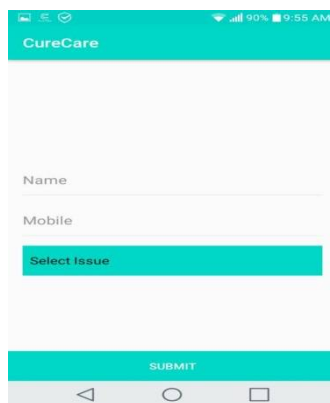 90% 9:55 AM
CureCare
Name
Mobile
Select Issue
SUBMIT